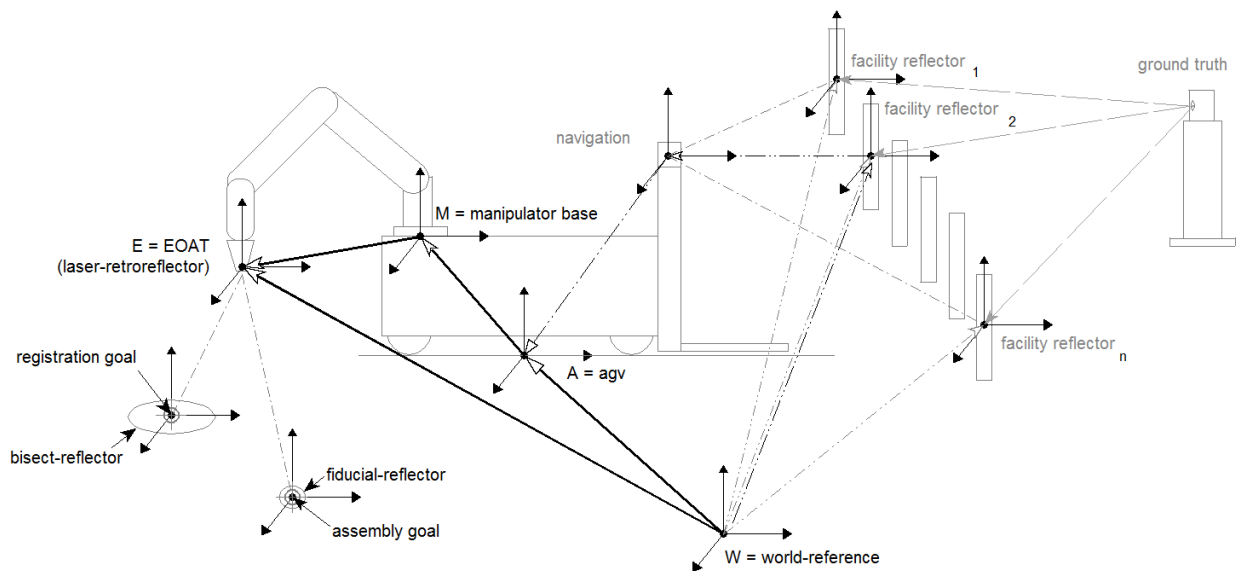 facility reflector 1
ground truth
facility reflector 2
navigation
M = manipulator base
E = EOAT
(laser-retroreflector)
registration goal
facility reflector n
A = agv
bisect-reflector
fiducial-reflector
assembly goal
W = world-reference